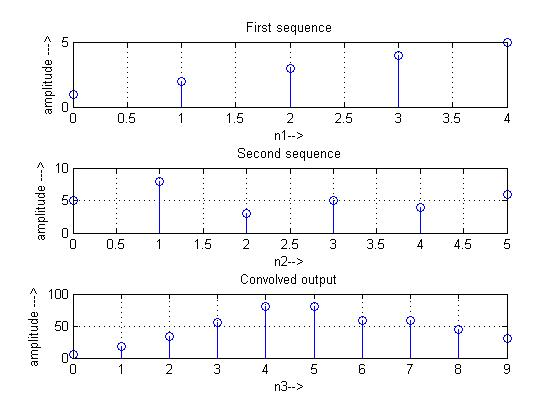 First sequence
amplitude --->
5
0
0 0.5 1 1.5 2 2.5 3 3.5 4
n1-->
Second sequence
amplitude --->
10
5
0
0 0.5 1 1.5 2 2.5 3 3.5 4 4.5 5
n2-->
Convolved output
amplitude --->
100
50
0
0 1 2 3 4 5 6 7 8 9
n3-->